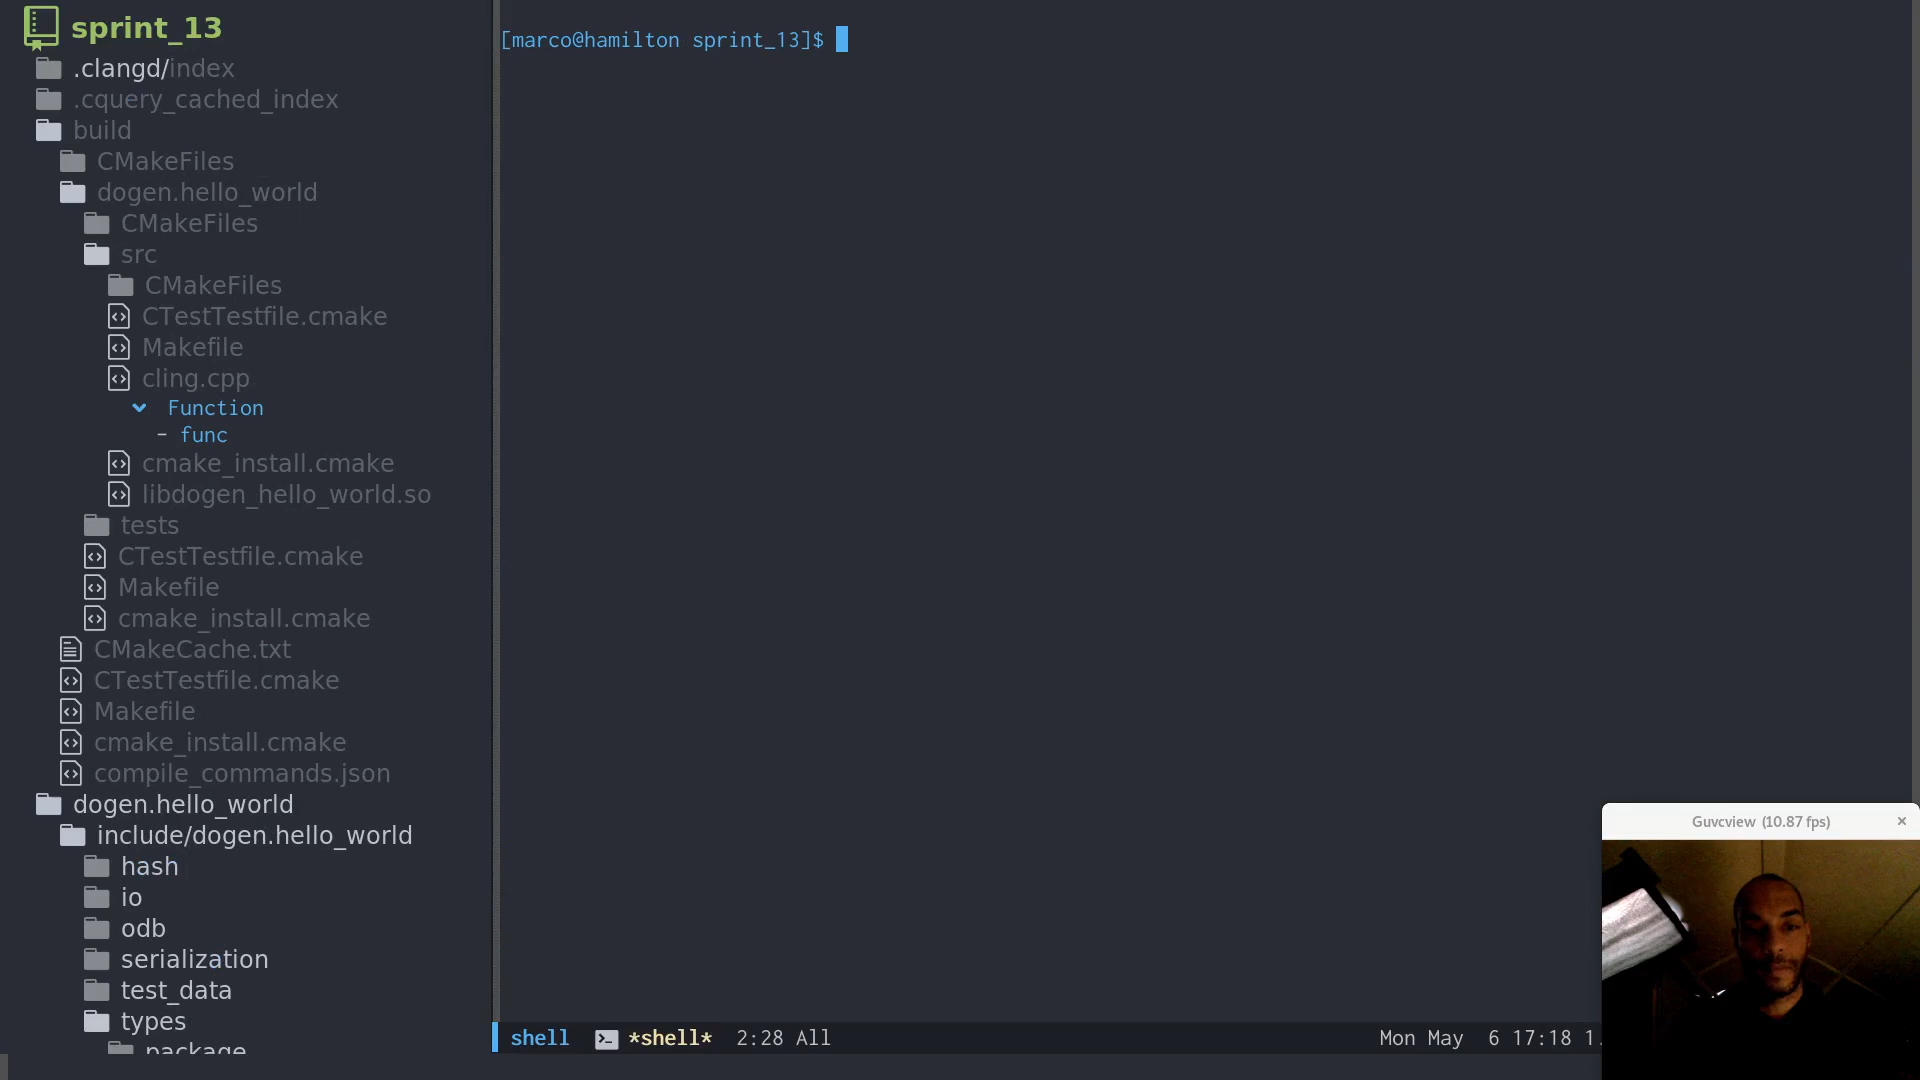 sprint_13
.clangd/index
.cquery_cached_index
build
CMakeFiles
dogen.hello_world
CMakeFiles
src
CMakeFiles
CTestTestfile.cmake
Makefile
cling.cpp
Function
- func
cmake_install.cmake
libdogen_hello_world.so
tests
CTestTestfile.cmake
Makefile
cmake_install.cmake
CMakeCache.txt
CTestTestfile.cmake
Makefile
cmake_install.cmake
compile_commands.json
dogen.hello_world
include/dogen.hello_world
hash
io
odb
serialization
test_data
types
package
[marco@hamilton sprint_13]$
shell *shell* 2:28 All Mon May 6 17:18 1.
Guvcview (10.87 fps)